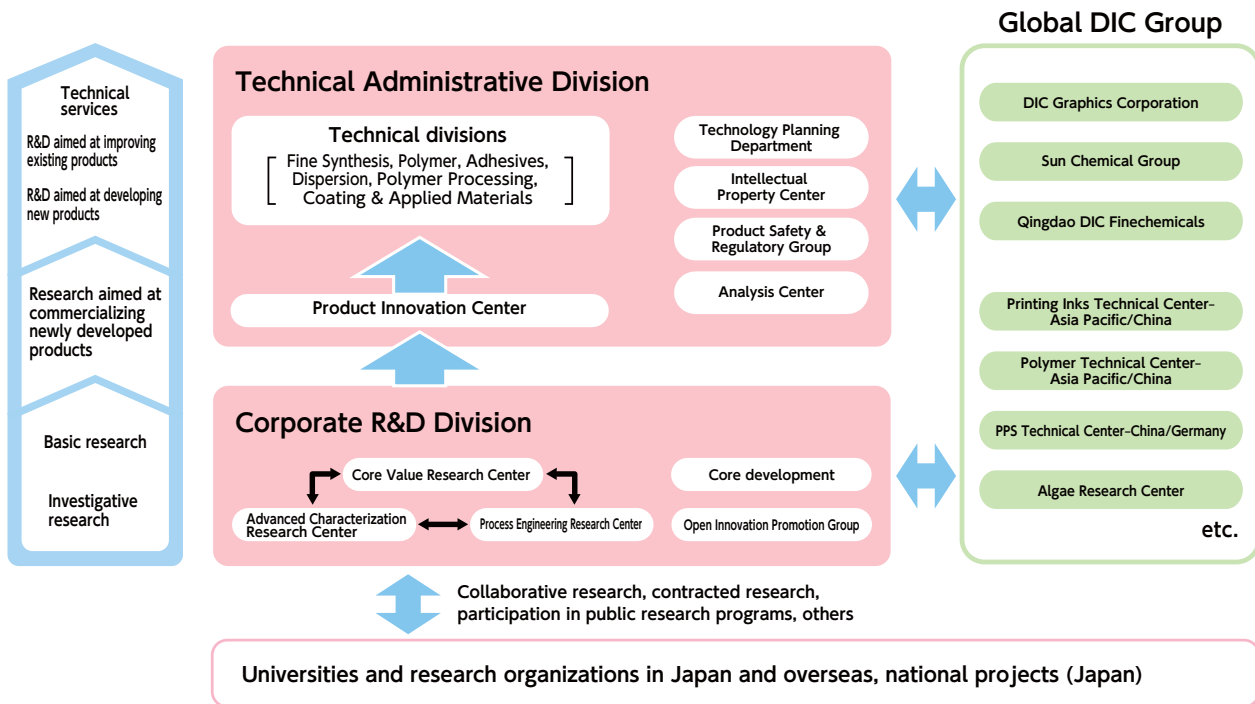 Technical
services
R&D aimed at improving
existing products
R&D aimed at developing
new products
Research aimed at
commercializing
newly developed
products
Basic research
Investigative
research
Technical Administrative Division
Technical divisions
Fine Synthesis, Polymer, Adhesives,
Dispersion, Polymer Processing,
Coating & Applied Materials
Product Innovation Center
Technology Planning
Department
Intellectual
Property Center
Product Safety &
Regulatory Group
Analysis Center
Corporate R&D Division
Core Value Research Center
Advanced Characterization
Research Center
Process Engineering Research Center
Core development
Open Innovation Promotion Group
Global DIC Group
DIC Graphics Corporation
Sun Chemical Group
Qingdao DIC Finechemicals
Printing Inks Technical Center–
Asia Pacific/China
Polymer Technical Center–
Asia Pacific/China
PPS Technical Center–China/Germany
Algae Research Center
etc.
Collaborative research, contracted research,
participation in public research programs, others
Universities and research organizations in Japan and overseas, national projects (Japan)